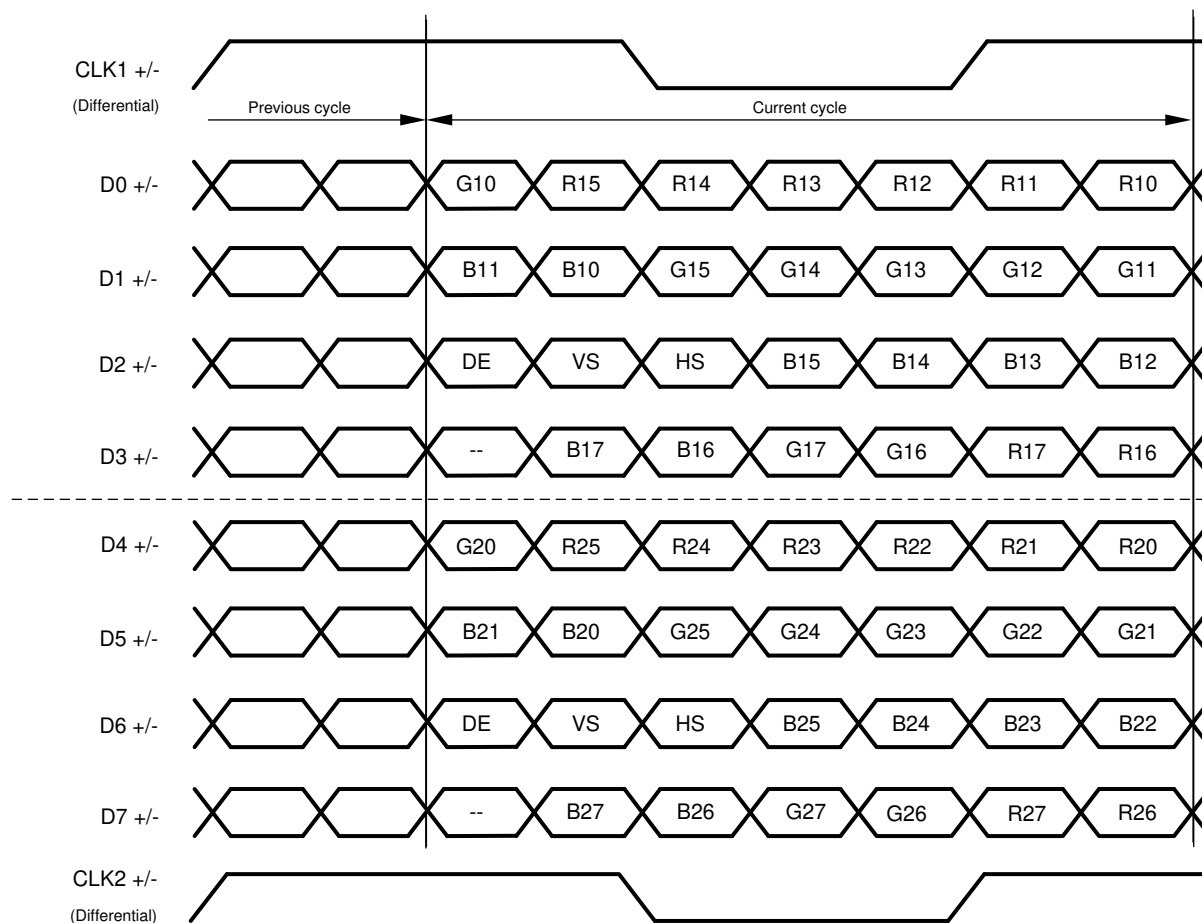 CLK1 +/-
(Differential)
Previous cycle Current cycle
D0 +/- G10 R15 R14 R13 R12 R11 R10
D1 +/- B11 B10 G15 G14 G13 G12 G11
D2 +/- DE VS HS B15 B14 B13 B12
D3 +/- -- B17 B16 G17 G16 R17 R16
D4 +/- G20 R25 R24 R23 R22 R21 R20
D5 +/- B21 B20 G25 G24 G23 G22 G21
D6 +/- DE VS HS B25 B24 B23 B22
D7 +/- -- B27 B26 G27 G26 R27 R26
CLK2 +/-
(Differential)